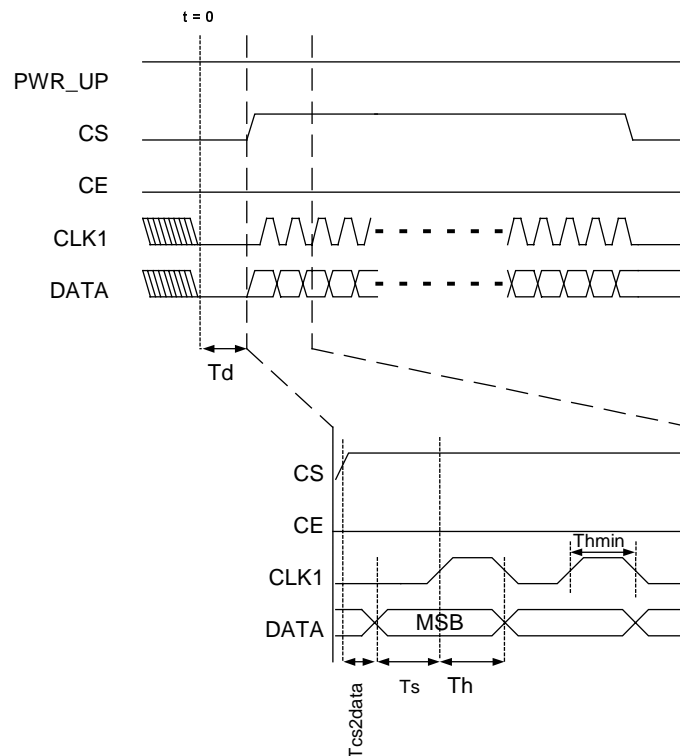 t = 0
PWR_UP
CS
CE
CLK1
DATA
Td
CS
CE
Thmin
CLK1
DATA
MSB
Tcs2data
Ts
Th